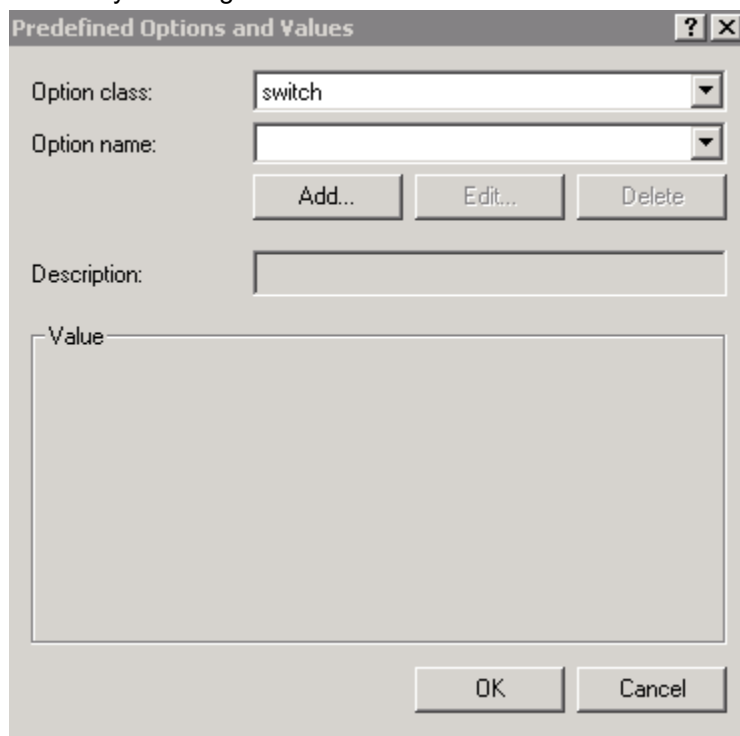 Predefined Options and Values
Option class: switch
Option name:
Add... Edit... Delete
Description:
Value
OK Cancel